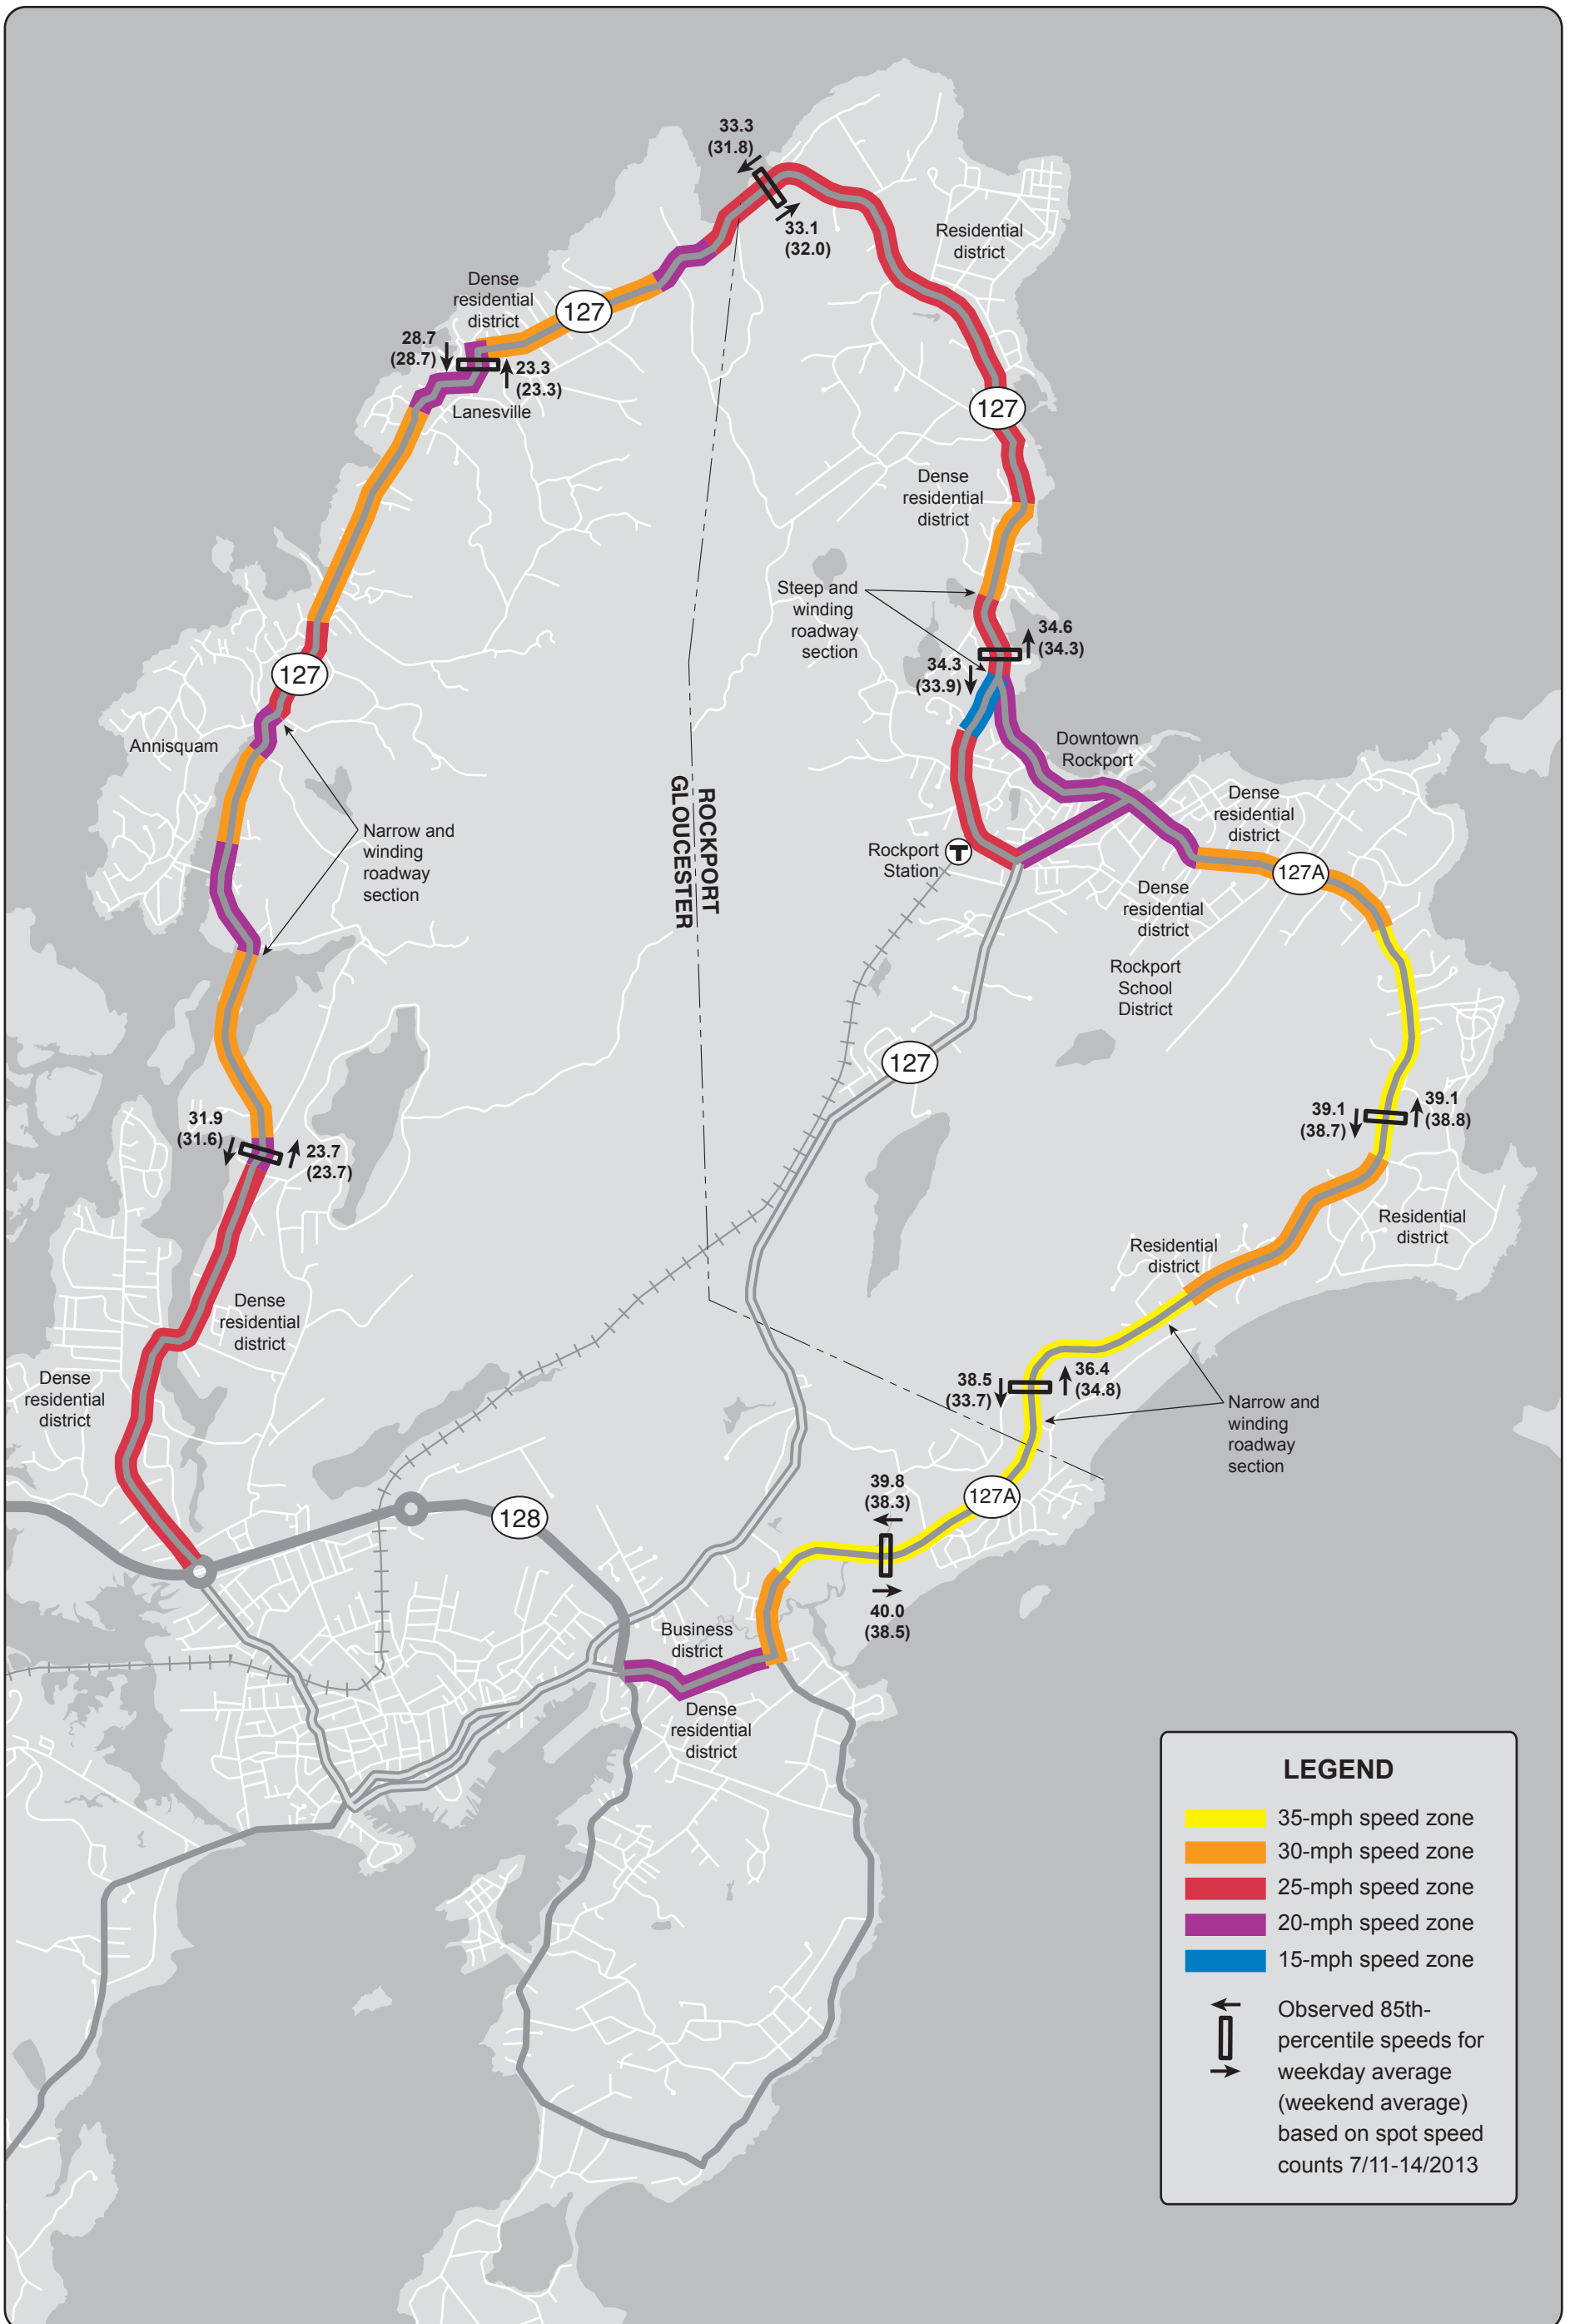 33.3
(31.8)
33.1
(32.0)
Residential
district
Dense
residential
district
127
28.7
(28.7)
23.3
(23.3)
Lanesville
127
Dense
residential
district
Steep and
winding
roadway
section
34.6
(34.3)
34.3
(33.9)
127
Annisquam
Downtown
Rockport
Narrow and
winding
roadway
section
ROCKPORT
GLOUCESTER
Rockport
Station
T
Dense
residential
district
127A
Dense
residential
district
Rockport
School
District
127
31.9
(31.6)
23.7
(23.7)
39.1
(38.7)
39.1
(38.8)
Residential
district
Residential
district
Dense
residential
district
Dense
residential
district
38.5
(33.7)
36.4
(34.8)
Narrow and
winding
roadway
section
39.8
(38.3)
127A
128
40.0
(38.5)
Business
district
Dense
residential
district
LEGEND
35-mph speed zone
30-mph speed zone
25-mph speed zone
20-mph speed zone
15-mph speed zone
Observed 85th-
percentile speeds for
weekday average
(weekend average)
based on spot speed
counts 7/11-14/2013